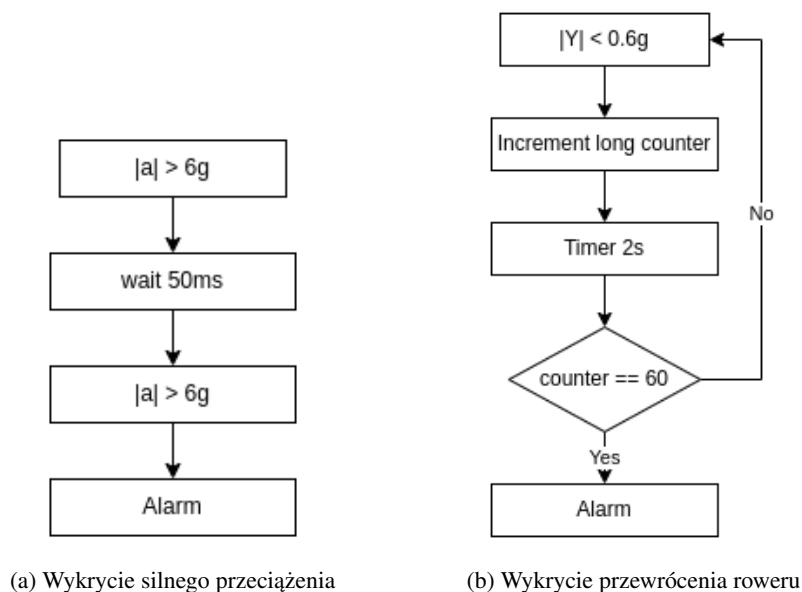 |a| > 6g
wait 50ms
|a| > 6g
Alarm
(a) Wykrycie silnego przeciążenia
|Y| < 0.6g
Increment long counter
Timer 2s
counter == 60
No
Yes
Alarm
(b) Wykrycie przewrócenia roweru